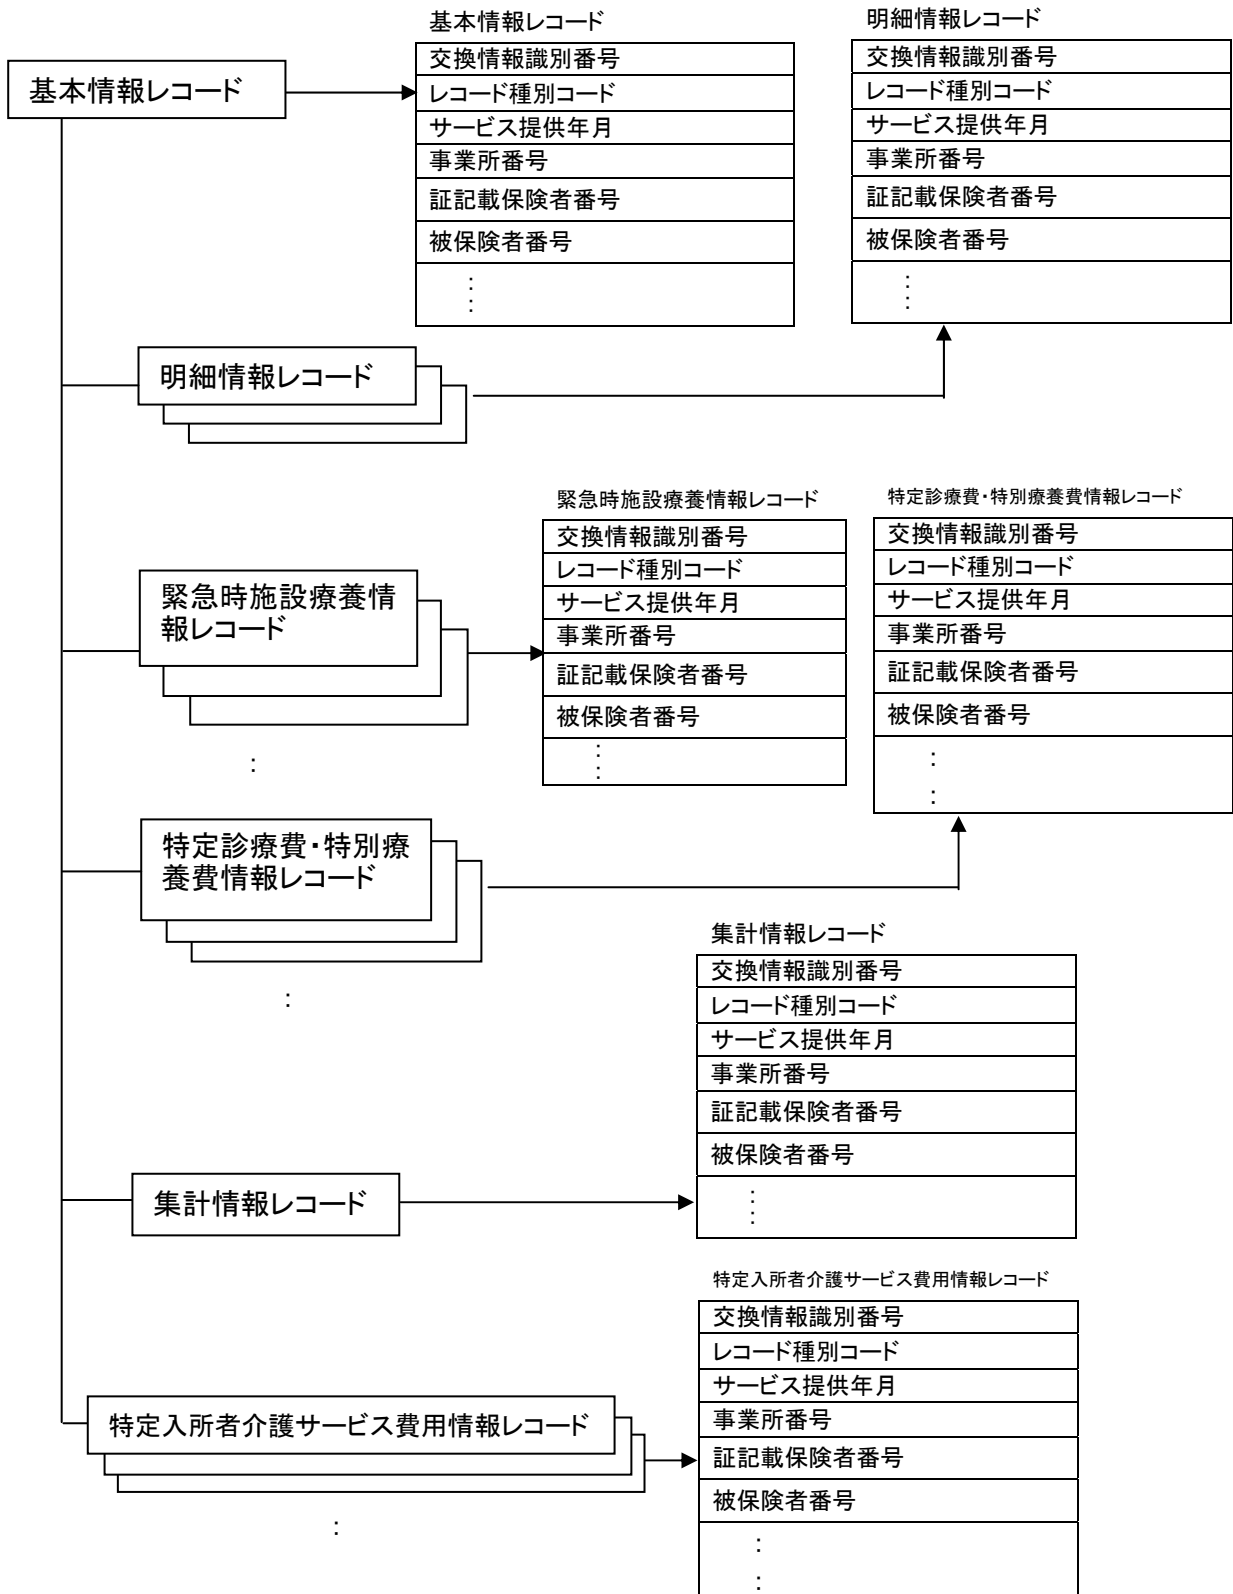 基本情報レコード
基本情報レコード
交換情報識別番号
レコード種別コード
サービス提供年月
事業所番号
証記載保険者番号
被保険者番号
:
:
明細情報レコード
交換情報識別番号
レコード種別コード
サービス提供年月
事業所番号
証記載保険者番号
被保険者番号
:
:
明細情報レコード
緊急時施設療養情
報レコード
:
緊急時施設療養情報レコード
交換情報識別番号
レコード種別コード
サービス提供年月
事業所番号
証記載保険者番号
被保険者番号
:
:
特定診療費・特別療養費情報レコード
交換情報識別番号
レコード種別コード
サービス提供年月
事業所番号
証記載保険者番号
被保険者番号
:
:
特定診療費・特別療
養費情報レコード
:
集計情報レコード
集計情報レコード
交換情報識別番号
レコード種別コード
サービス提供年月
事業所番号
証記載保険者番号
被保険者番号
:
:
特定入所者介護サービス費用情報レコード
:
特定入所者介護サービス費用情報レコード
交換情報識別番号
レコード種別コード
サービス提供年月
事業所番号
証記載保険者番号
被保険者番号
:
: